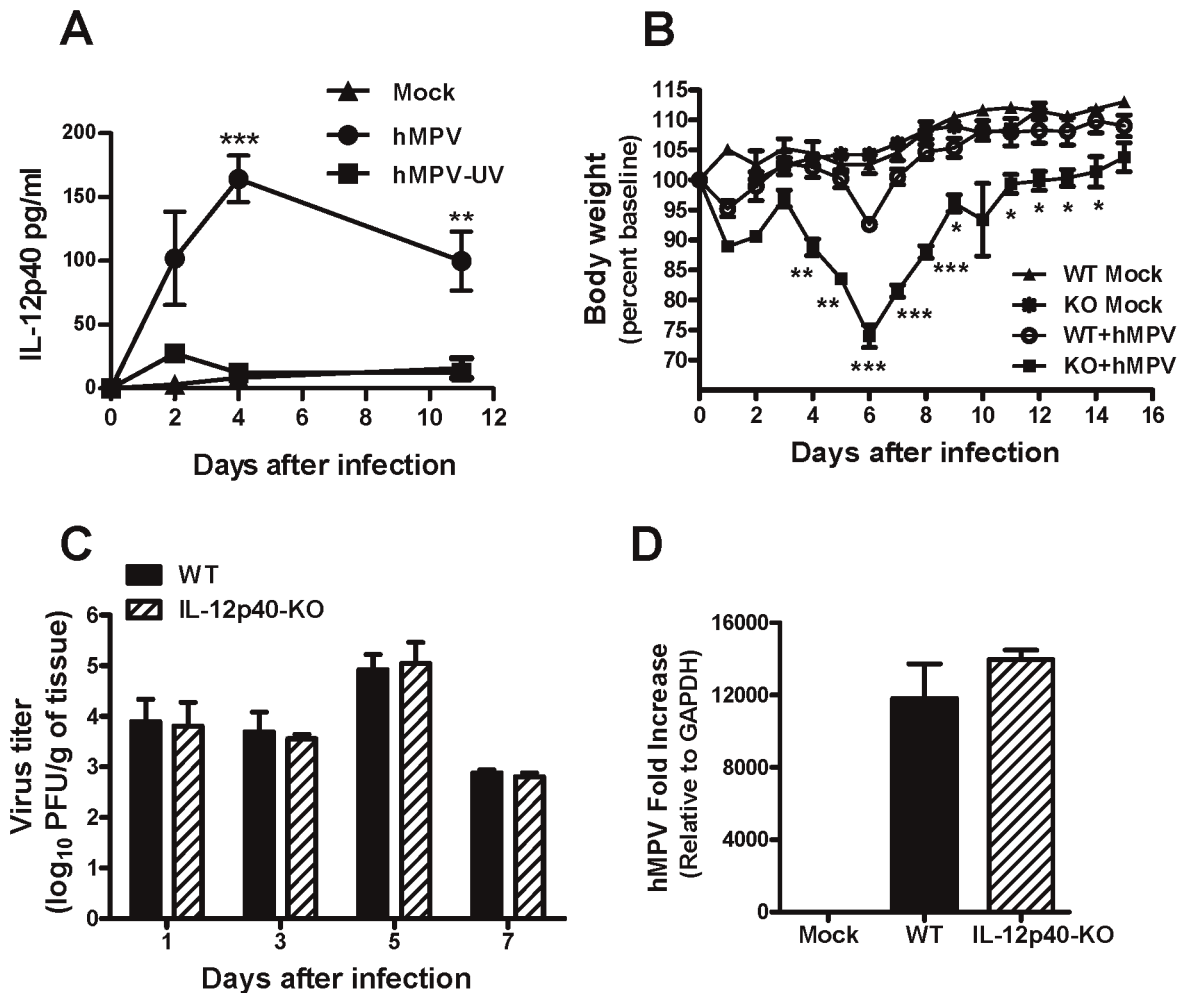 A
Mock
hMPV
hMPV-UV
IL-12p40 pg/ml
200
150
100
50
0
***
**
0 2 4 6 8 10 12
Days after infection
B
Body weight
(percent baseline)
115
110
105
100
95
90
85
80
75
70
**
**
***
***
***
*
*
*
*
*
WT Mock
KO Mock
WT+hMPV
KO+hMPV
0 2 4 6 8 10 12 14 16
Days after infection
C
WT
IL-12p40-KO
Virus titer
(log10 PFU/g of tissue)
6
5
4
3
2
1
0
1 3 5 7
Days after infection
D
hMPV Fold Increase
(Relative to GAPDH)
16000
12000
8000
4000
0
Mock WT IL-12p40-KO